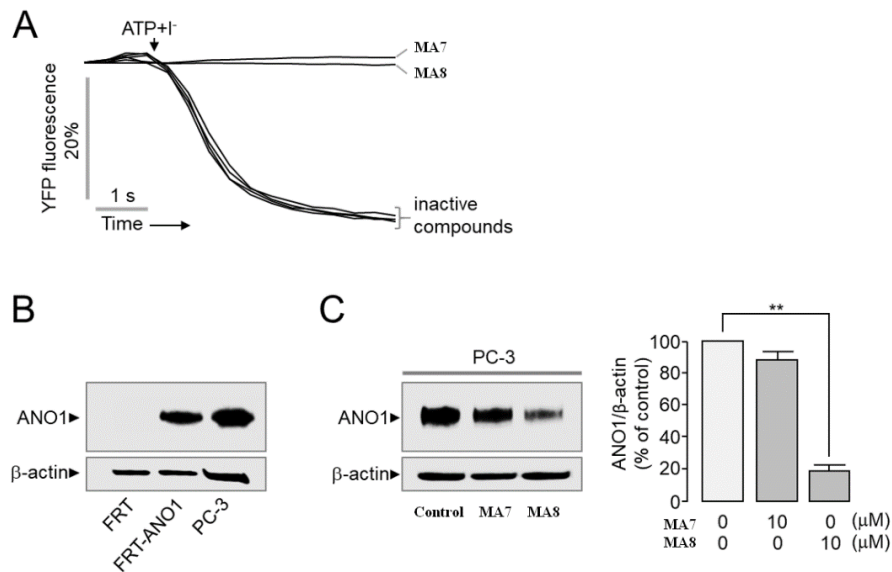 A
ATP+I-
MA7
MA8
YFP fluorescence
20%
1 s
Time
inactive
compounds
B
ANO1
β-actin
FRT
FRT-ANO1
PC-3
C
PC-3
ANO1
β-actin
Control MA7 MA8
**
ANO1/β-actin
(% of control)
100
80
60
40
20
0
MA7 0 10 0 (μM)
MA8 0 0 10 (μM)